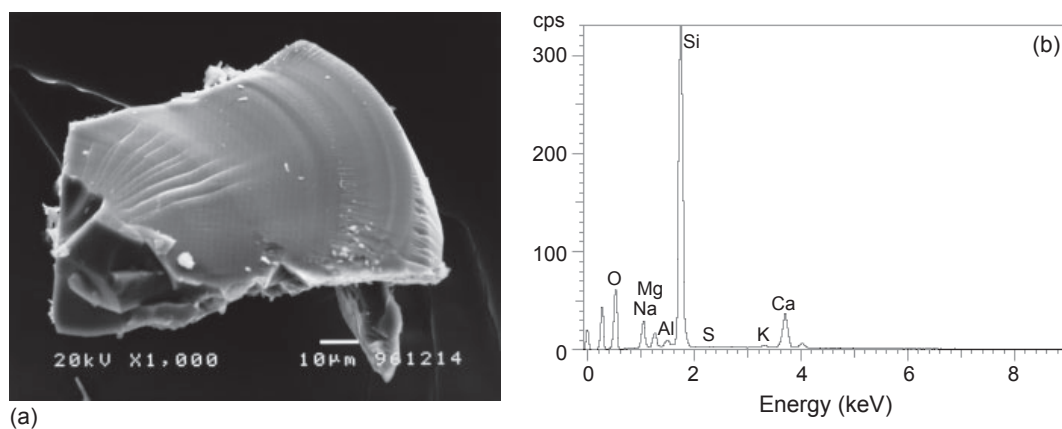 20kV X1,000 10μm 961214
(a)
cps
(b)
300
200
100
0
Si
O
Mg
Na
Al
S
K
Ca
0 2 4 6 8
Energy (keV)